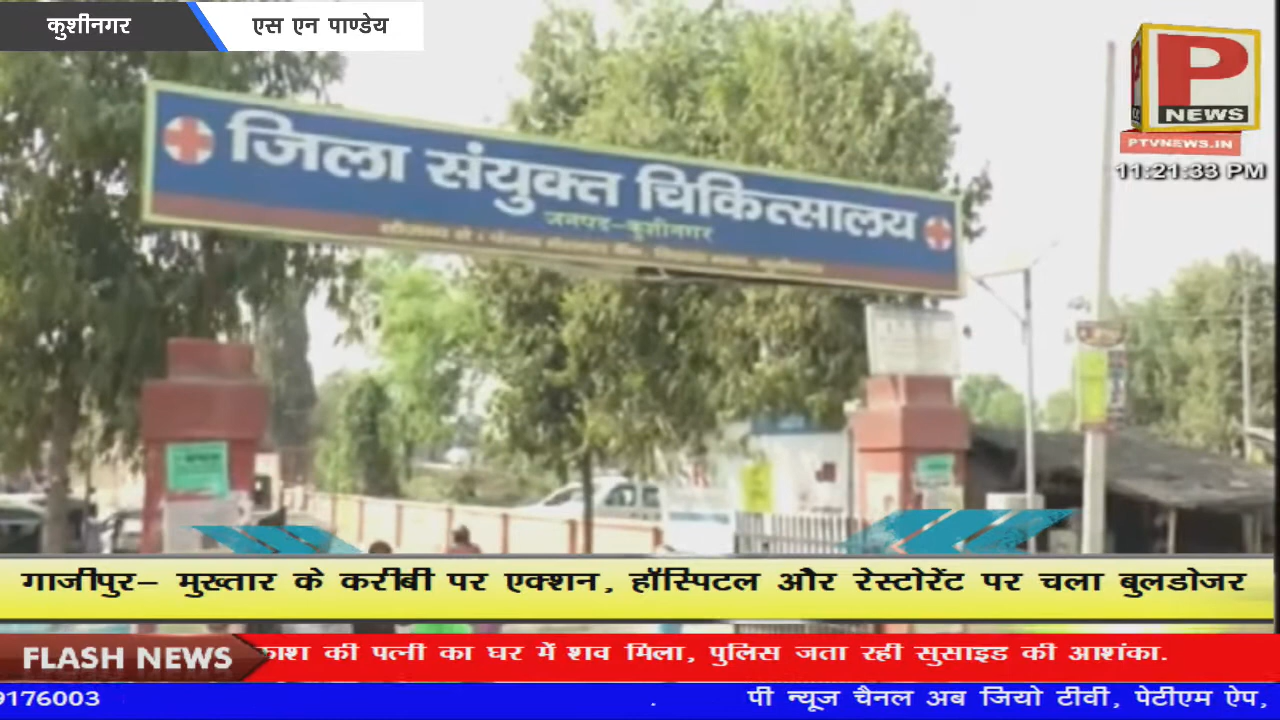 कुशीनगर
एस एन पाण्डेय
P
NEWS
PTVNEWS.IN
11:21:33 PM
जिला संयुक्त चिकित्सालय
जनपद-कुशीनगर
गाजीपुर– मुख्तार के करीबी पर एक्शन, हॉस्पिटल और रेस्टोरेंट पर चला बुलडोजर
FLASH NEWS
काश की पत्नी का घर में शव मिला, पुलिस जता रही सुसाइड की आशंका.
9176003 . पी न्यूज चैनल अब जियो टीवी, पेटीएम ऐप,